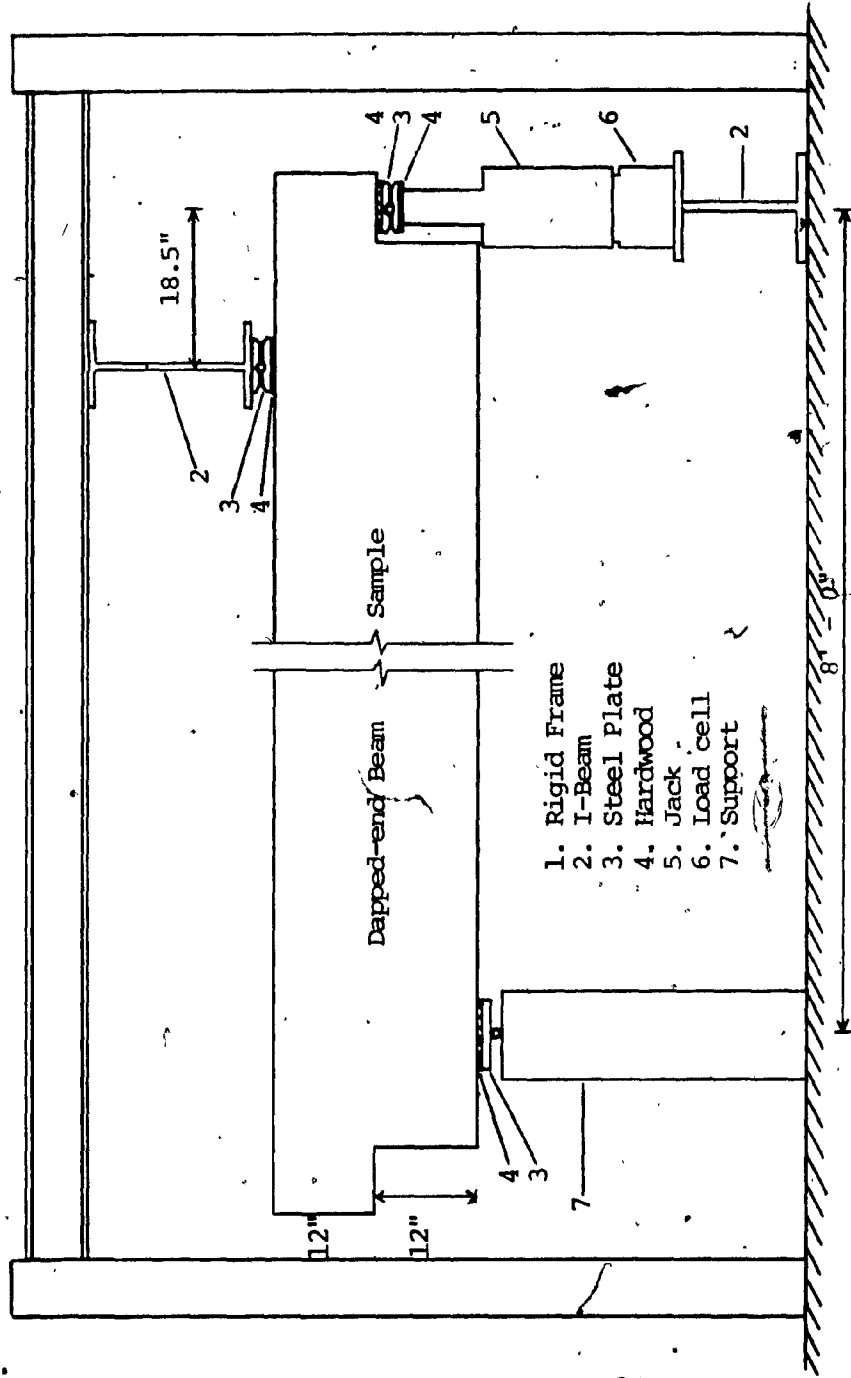 18.5"
2
3
4
4
3
4
5
6
2
Dapped-end Beam Sample
12"
12"
4
3
7
1. Rigid Frame
2. I-Beam
3. Steel Plate
4. Hardwood
5. Jack
6. Load cell
7. Support
8' - 0"